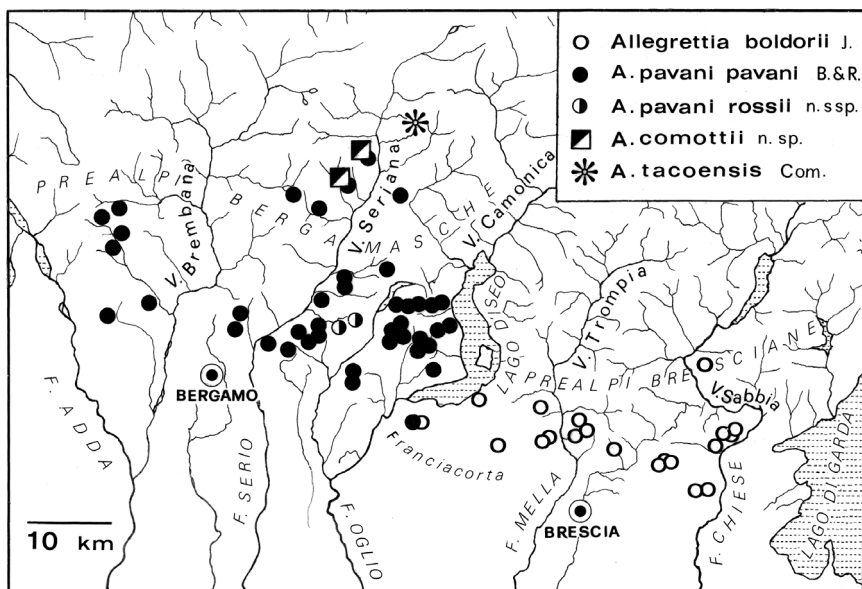 Allegrettia boldorii J.
A. pavani pavani B.&R.
A. pavani rossii n.ssp.
A. comottii n. sp.
A. tacoensis Com.
PREALPI BERGAMASCHE
V. Brembana
V. Seriana
V. Camonica
LAGO D'ISEO
V. Trompia
PREALPI BRESCIANE
V. Sabbia
BERGAMO
Franciacorta
F. ADDA
F. SERIO
F. OGLIO
F. MELLA
BRESCIA
F. CHIESE
LAGO DI GARDA
10 km